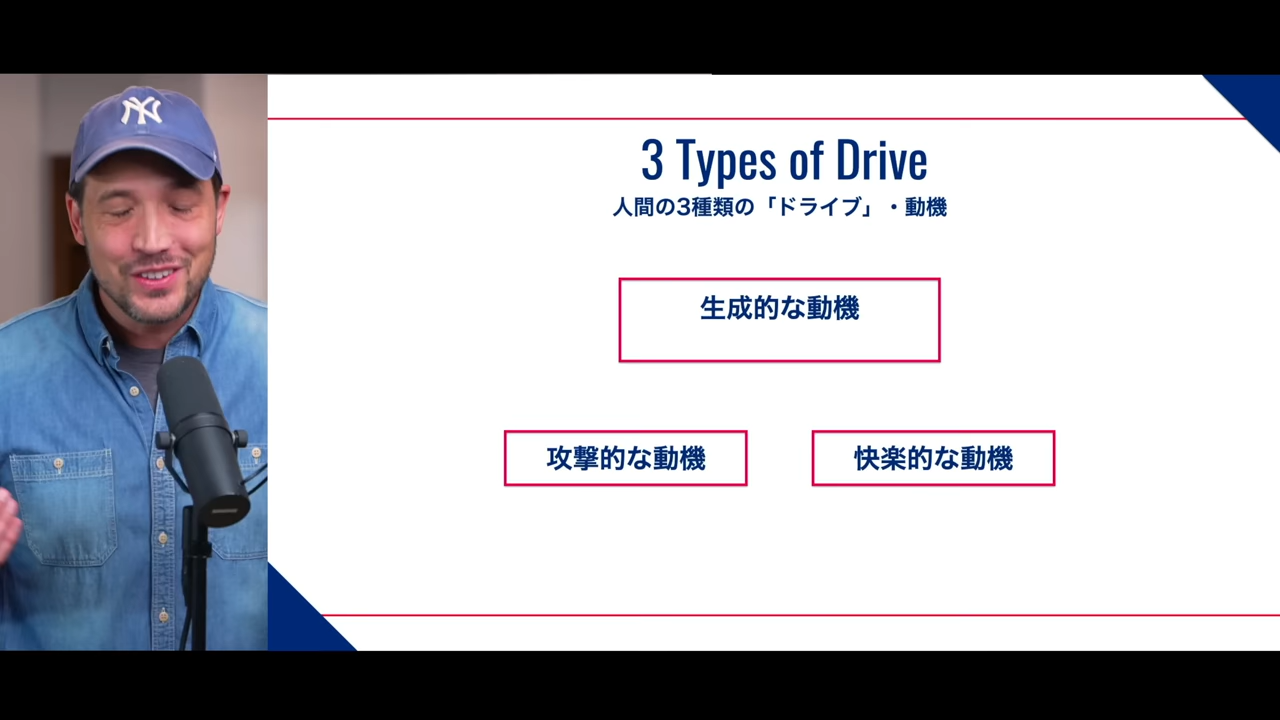 NY
3 Types of Drive
人間の3種類の「ドライブ」・動機
生成的な動機
攻撃的な動機
快楽的な動機